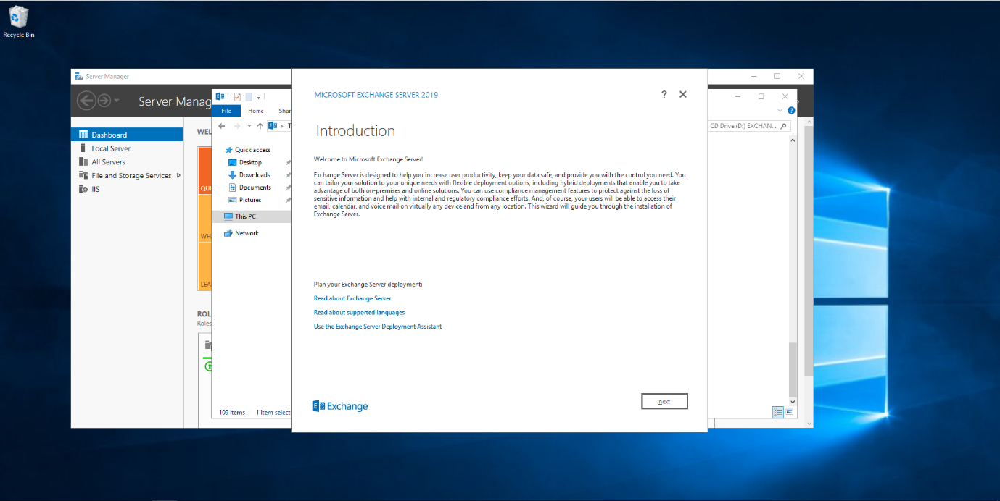 Recycle Bin
Server Manager
Server Manag
Dashboard
Local Server
All Servers
File and Storage Services
IIS
WEL
QUI
WH
LEA
ROL
Roles
File
Home
Shar
T
CD Drive (D:) EXCHAN...
Quick access
Desktop
Downloads
Documents
Pictures
This PC
Network
109 items
1 item select
MICROSOFT EXCHANGE SERVER 2019
?
Introduction
Welcome to Microsoft Exchange Server!
Exchange Server is designed to help you increase user productivity, keep your data safe, and provide you with the control you need. You
can tailor your solution to your unique needs with flexible deployment options, including hybrid deployments that enable you to take
advantage of both on-premises and online solutions. You can use compliance management features to protect against the loss of
sensitive information and help with internal and regulatory compliance efforts. And, of course, your users will be able to access their
email, calendar, and voice mail on virtually any device and from any location. This wizard will guide you through the installation of
Exchange Server.
Plan your Exchange Server deployment:
Read about Exchange Server
Read about supported languages
Use the Exchange Server Deployment Assistant
Exchange
next